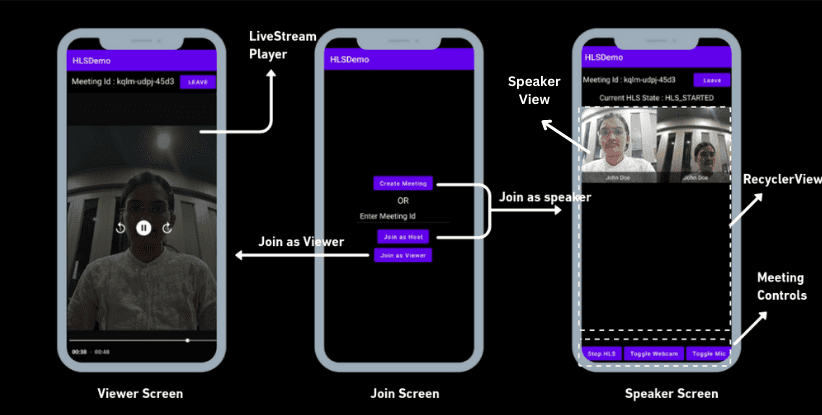 HLSDemo
Meeting Id : kqlm-udpj-45d3
LEAVE
LiveStream
Player
00:38 · 00:48
Viewer Screen
HLSDemo
Create Meeting
OR
Enter Meeting Id
Join as Host
Join as Viewer
Join as Viewer
Join as speaker
Join Screen
HLSDemo
Meeting Id : kqlm-udpj-45d3
Leave
Current HLS State : HLS_STARTED
Speaker
View
John Doe
John Doe
RecyclerView
Meeting
Controls
Stop HLS
Toggle Webcam
Toggle Mic
Speaker Screen